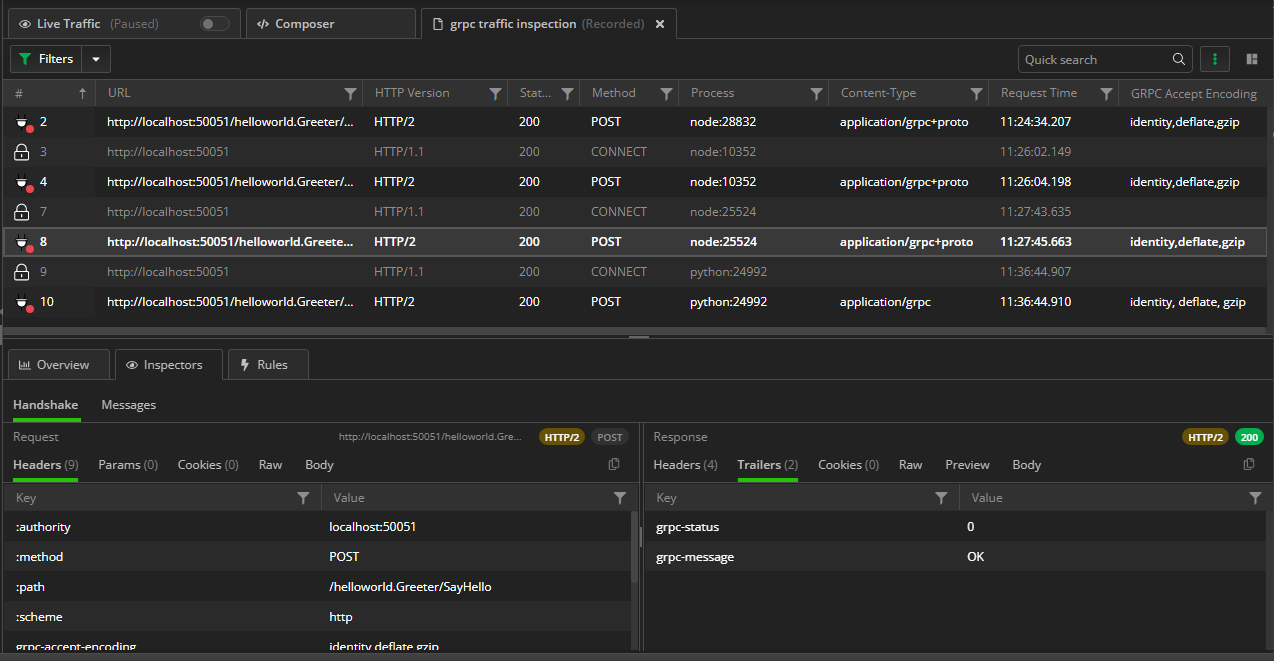 Live Traffic (Paused) Composer grpc traffic inspection (Recorded)
Filters Quick search
# URL HTTP Version Stat... Method Process Content-Type Request Time GRPC Accept Encoding
2 http://localhost:50051/helloworld.Greeter/... HTTP/2 200 POST node:28832 application/grpc+proto 11:24:34.207 identity,deflate,gzip
3 http://localhost:50051 HTTP/1.1 200 CONNECT node:10352 11:26:02.149
4 http://localhost:50051/helloworld.Greeter/... HTTP/2 200 POST node:10352 application/grpc+proto 11:26:04.198 identity,deflate,gzip
7 http://localhost:50051 HTTP/1.1 200 CONNECT node:25524 11:27:43.635
8 http://localhost:50051/helloworld.Greete... HTTP/2 200 POST node:25524 application/grpc+proto 11:27:45.663 identity,deflate,gzip
9 http://localhost:50051 HTTP/1.1 200 CONNECT python:24992 11:36:44.907
10 http://localhost:50051/helloworld.Greeter/... HTTP/2 200 POST python:24992 application/grpc 11:36:44.910 identity, deflate, gzip
Overview Inspectors Rules
Handshake Messages
Request http://localhost:50051/helloworld.Gre... HTTP/2 POST
Headers (9) Params (0) Cookies (0) Raw Body
Key Value
:authority localhost:50051
:method POST
:path /helloworld.Greeter/SayHello
:scheme http
grpc-accept-encoding identity,deflate,gzip
Response HTTP/2 200
Headers (4) Trailers (2) Cookies (0) Raw Preview Body
Key Value
grpc-status 0
grpc-message OK